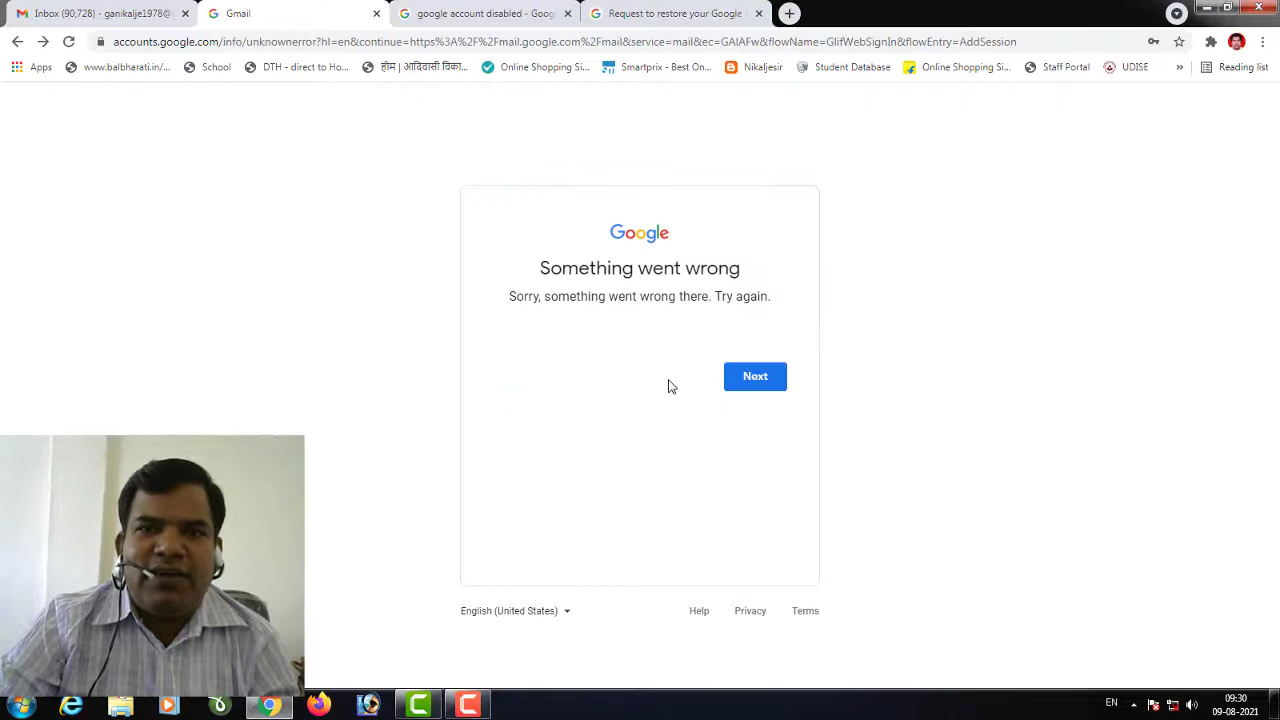 Inbox (90,728) - ganikalje1978@
Gmail
google account disabled - Google
Request to restore your Google
accounts.google.com/info/unknownerror?hl=en&continue=https%3A%2F%2Fmail.google.com%2Fmail&service=mail&ec=GAlAFw&flowName=GlifWebSignIn&flowEntry=AddSession
Apps
www.balbharati.in/...
School
DTH - direct to Ho...
होम | आदिवासी विका...
Online Shopping Si...
Smartprix - Best On...
Nikaljesir
Student Database
Online Shopping Si...
Staff Portal
UDISE
»
Reading list
Google
Something went wrong
Sorry, something went wrong there. Try again.
Next
English (United States)
Help
Privacy
Terms
EN
09:30
09-08-2021